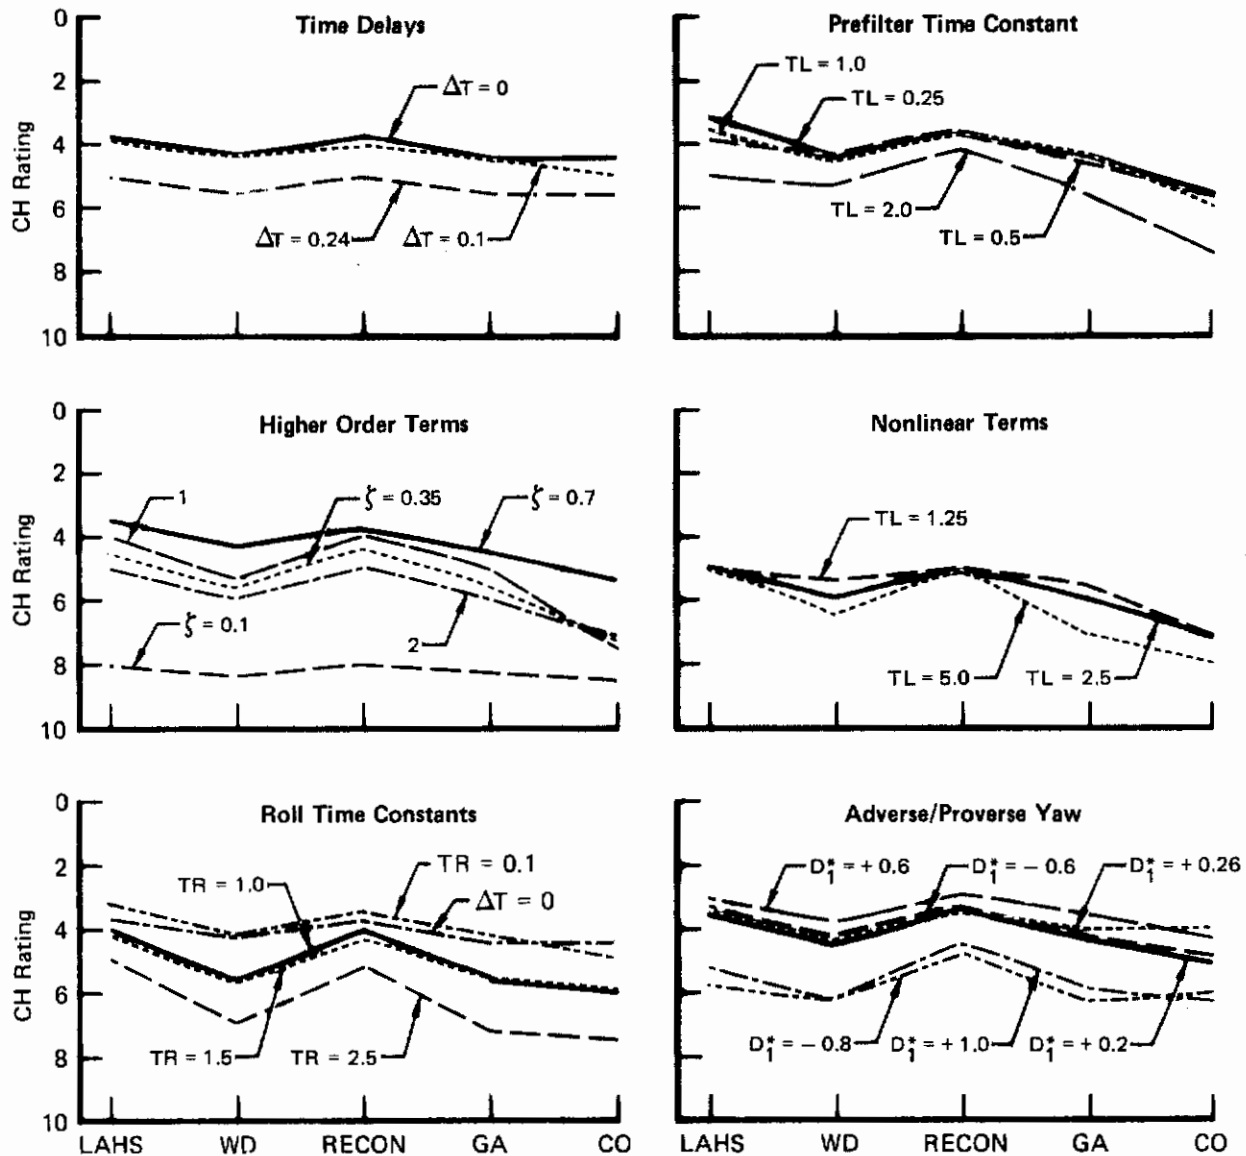 Time Delays
0
2
4
6
8
10
CH Rating
ΔT = 0
ΔT = 0.24
ΔT = 0.1
Prefilter Time Constant
TL = 1.0
TL = 0.25
TL = 2.0
TL = 0.5
Higher Order Terms
0
2
4
6
8
10
CH Rating
1
ζ = 0.35
ζ = 0.7
ζ = 0.1
2
Nonlinear Terms
TL = 1.25
TL = 5.0
TL = 2.5
Roll Time Constants
0
2
4
6
8
10
CH Rating
TR = 1.0
TR = 0.1
ΔT = 0
TR = 1.5
TR = 2.5
LAHS
WD
RECON
GA
CO
Adverse/Proverse Yaw
D₁* = + 0.6
D₁* = − 0.6
D₁* = + 0.26
D₁* = − 0.8
D₁* = + 1.0
D₁* = + 0.2
LAHS
WD
RECON
GA
CO